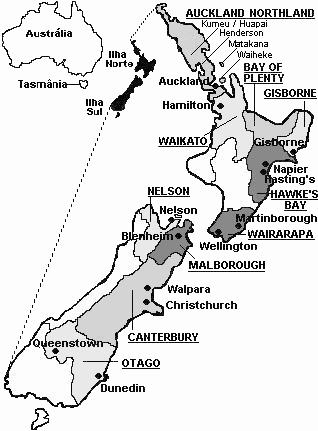 AUCKLAND NORTHLAND
Kumeu / Huapai
Henderson
Matakana
Waiheke
Austrália
Ilha
Norte
Tasmânia
Ilha
Sul
Auckland
BAY OF
PLENTY
GISBORNE
Hamilton
WAIKATO
Gisborne
Napier
Hasting's
HAWKE'S
BAY
NELSON
Nelson
Martinborough
Blenheim
WAIRARAPA
Wellington
MALBOROUGH
Walpara
Christchurch
CANTERBURY
Queenstown
OTAGO
Dunedin